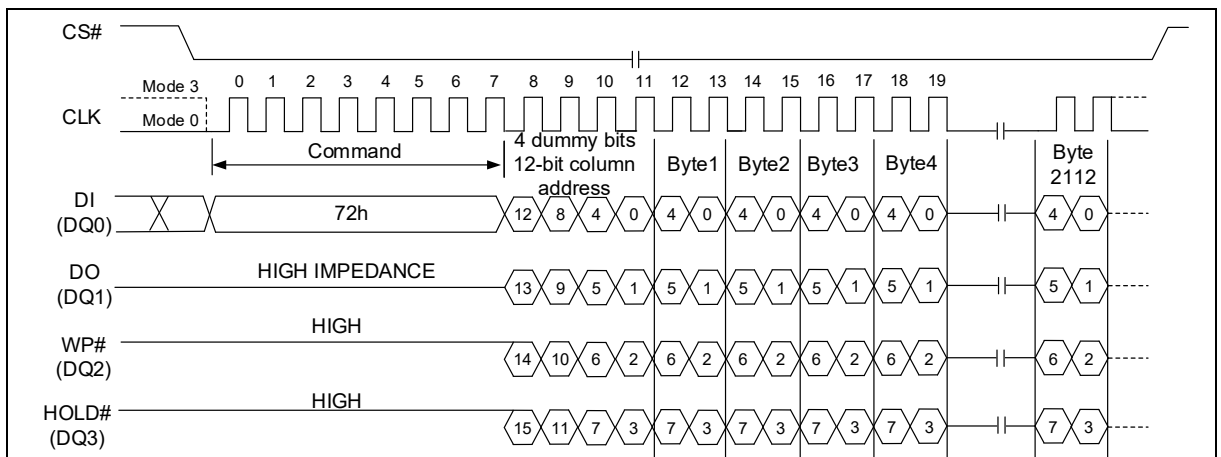 CS#
Mode 3
0 1 2 3 4 5 6 7 8 9 10 11 12 13 14 15 16 17 18 19
CLK
Mode 0
Command
4 dummy bits
12-bit column
address
Byte1 Byte2 Byte3 Byte4
Byte
2112
DI
(DQ0)
72h
12 8 4 0 4 0 4 0 4 0 4 0 4 0
DO
(DQ1)
HIGH IMPEDANCE
13 9 5 1 5 1 5 1 5 1 5 1 5 1
HIGH
WP#
(DQ2)
14 10 6 2 6 2 6 2 6 2 6 2 6 2
HIGH
HOLD#
(DQ3)
15 11 7 3 7 3 7 3 7 3 7 3 7 3